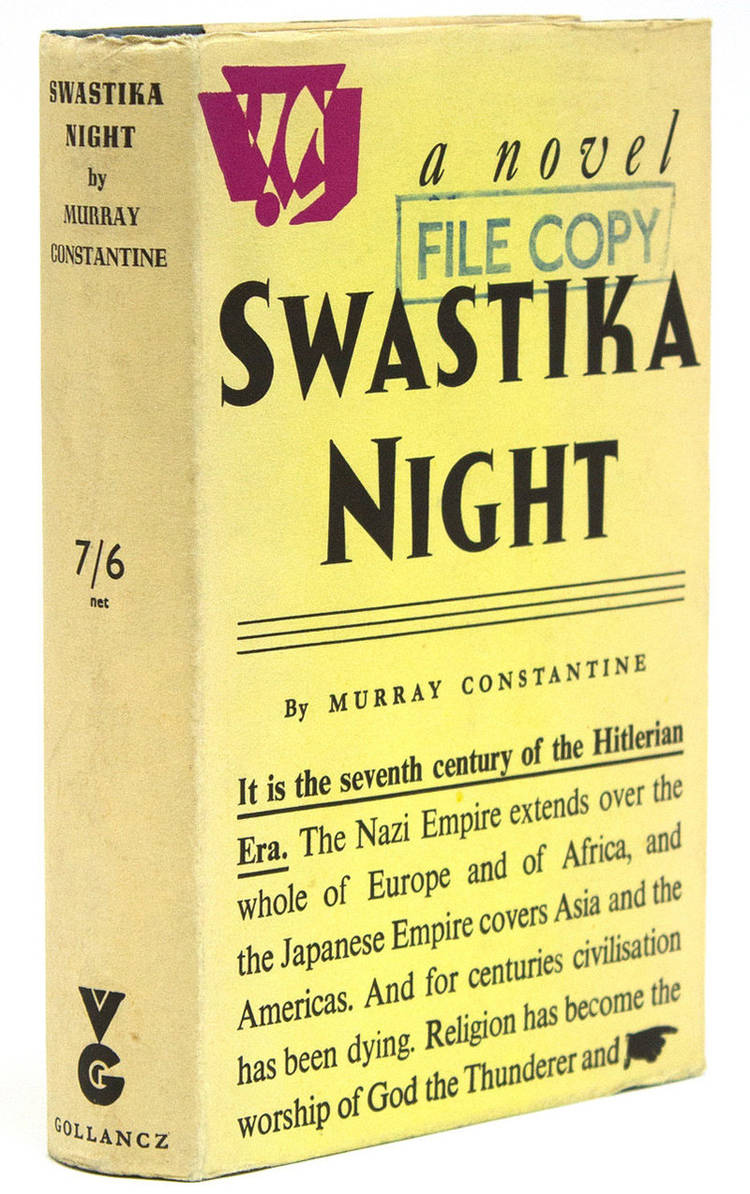 SWASTIKA
NIGHT
by
MURRAY
CONSTANTINE
7/6
net
VG
GOLLANCZ
VG
a novel
FILE COPY
SWASTIKA
NIGHT
By MURRAY CONSTANTINE
It is the seventh century of the Hitlerian
Era. The Nazi Empire extends over the
whole of Europe and of Africa, and
the Japanese Empire covers Asia and the
Americas. And for centuries civilisation
has been dying. Religion has become the
worship of God the Thunderer and